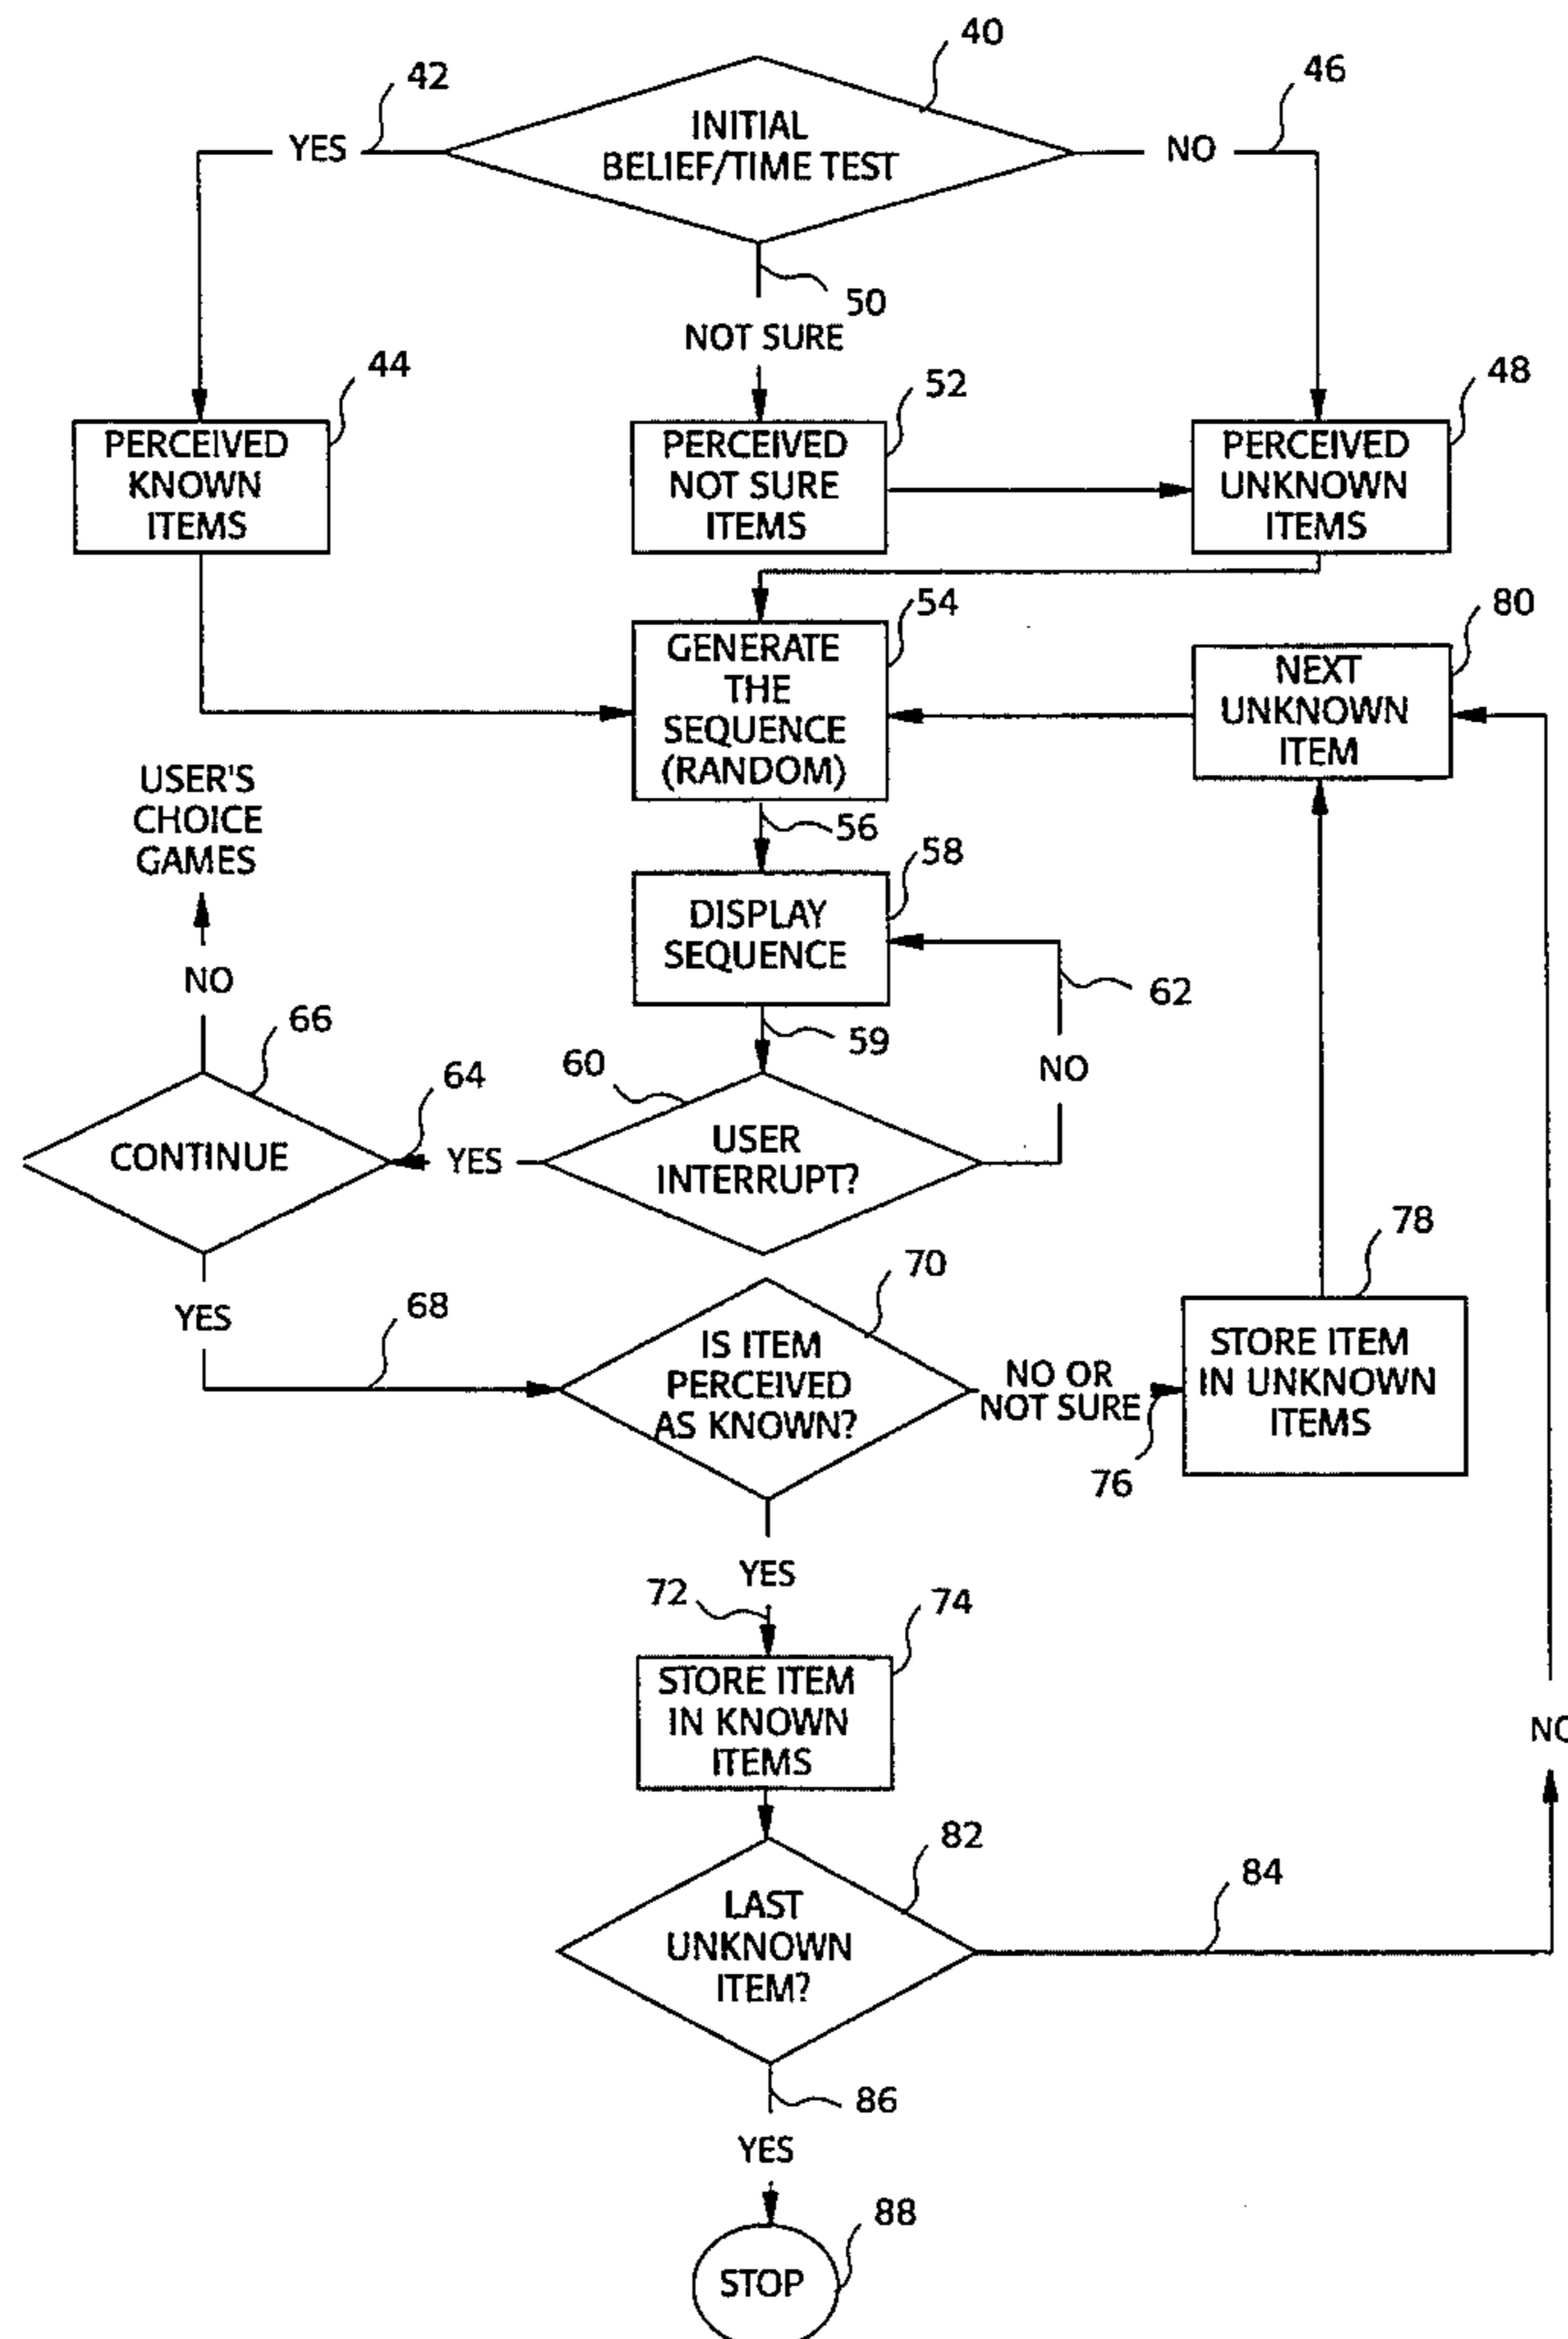 40
42
46
YES
INITIAL
BELIEF/TIME TEST
NO
50
NOT SURE
44
52
48
PERCEIVED
KNOWN
ITEMS
PERCEIVED
NOT SURE
ITEMS
PERCEIVED
UNKNOWN
ITEMS
54
80
GENERATE
THE
SEQUENCE
(RANDOM)
NEXT
UNKNOWN
ITEM
USER'S
CHOICE
GAMES
56
58
DISPLAY
SEQUENCE
NO
62
66
59
60
NO
64
CONTINUE
YES
USER
INTERRUPT?
78
70
YES
68
IS ITEM
PERCEIVED
AS KNOWN?
NO OR
NOT SURE
STORE ITEM
IN UNKNOWN
ITEMS
76
YES
72
74
STORE ITEM
IN KNOWN
ITEMS
NO
82
84
LAST
UNKNOWN
ITEM?
86
YES
88
STOP